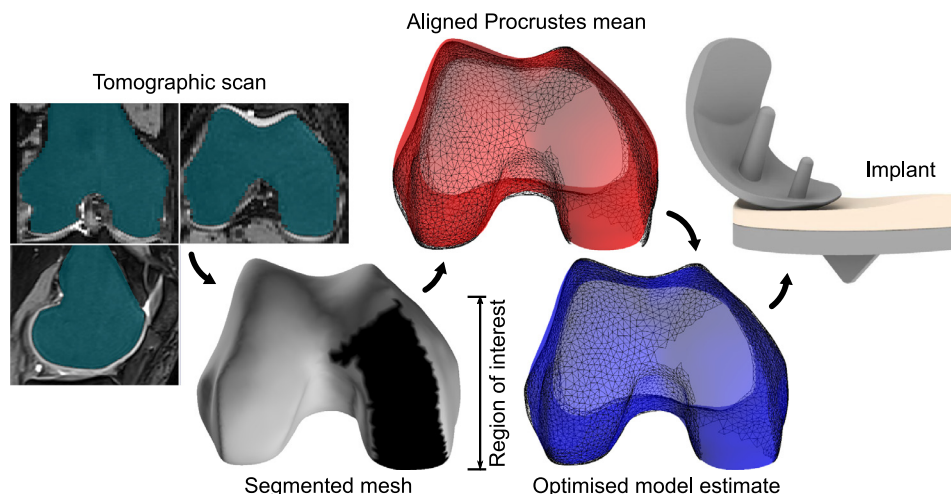 Aligned Procrustes mean
Tomographic scan
Implant
Region of interest
Segmented mesh
Optimised model estimate